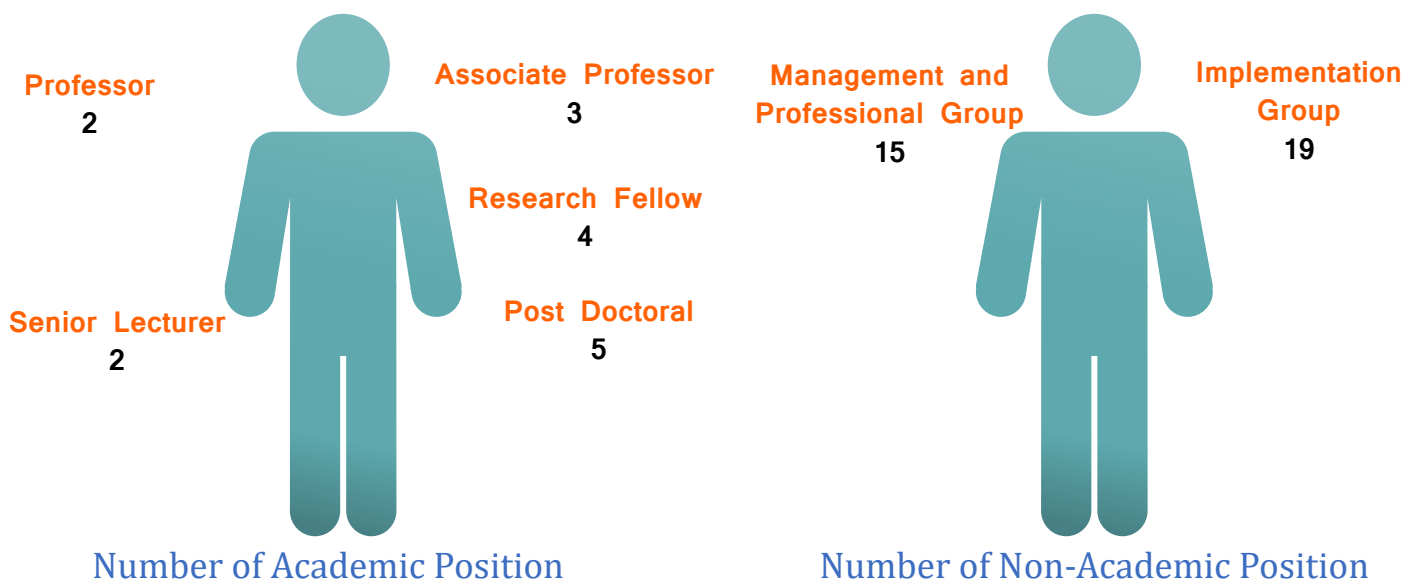 Professor
2
Associate Professor
3
Research Fellow
4
Senior Lecturer
2
Post Doctoral
5
Number of Academic Position
Management and
Professional Group
15
Implementation
Group
19
Number of Non-Academic Position